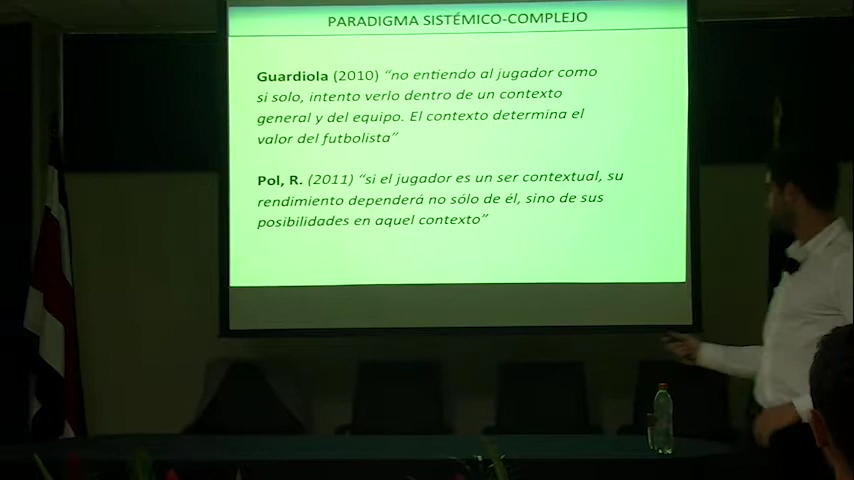 PARADIGMA SISTÉMICO-COMPLEJO
Guardiola (2010) “no entiendo al jugador como
si solo, intento verlo dentro de un contexto
general y del equipo. El contexto determina el
valor del futbolista”
Pol, R. (2011) “si el jugador es un ser contextual, su
rendimiento dependerá no sólo de él, sino de sus
posibilidades en aquel contexto”